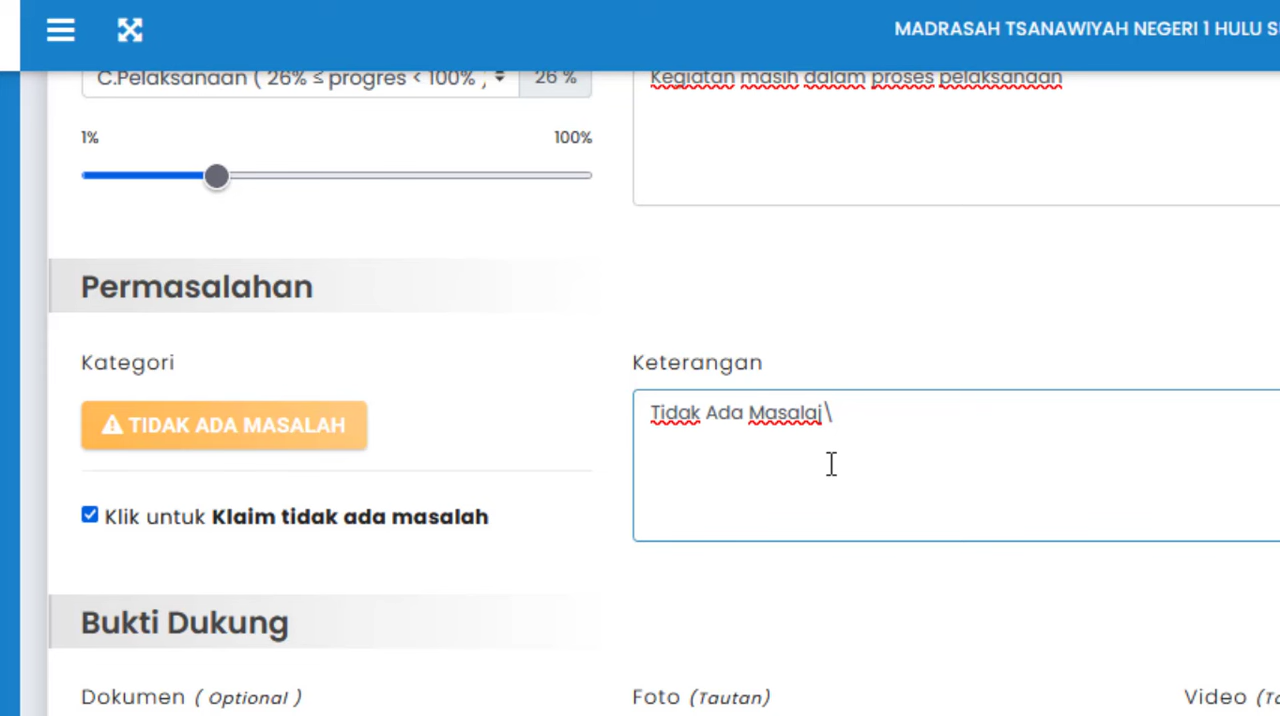 MADRASAH TSANAWIYAH NEGERI 1 HULU
C.Pelaksanaan ( 26% ≤ progres < 100% )
26 %
Kegiatan masih dalam proses pelaksanaan
1%
100%
Permasalahan
Kategori
Keterangan
TIDAK ADA MASALAH
Tidak Ada Masalaj\
Klik untuk Klaim tidak ada masalah
Bukti Dukung
Dokumen ( Optional )
Foto (Tautan)
Video